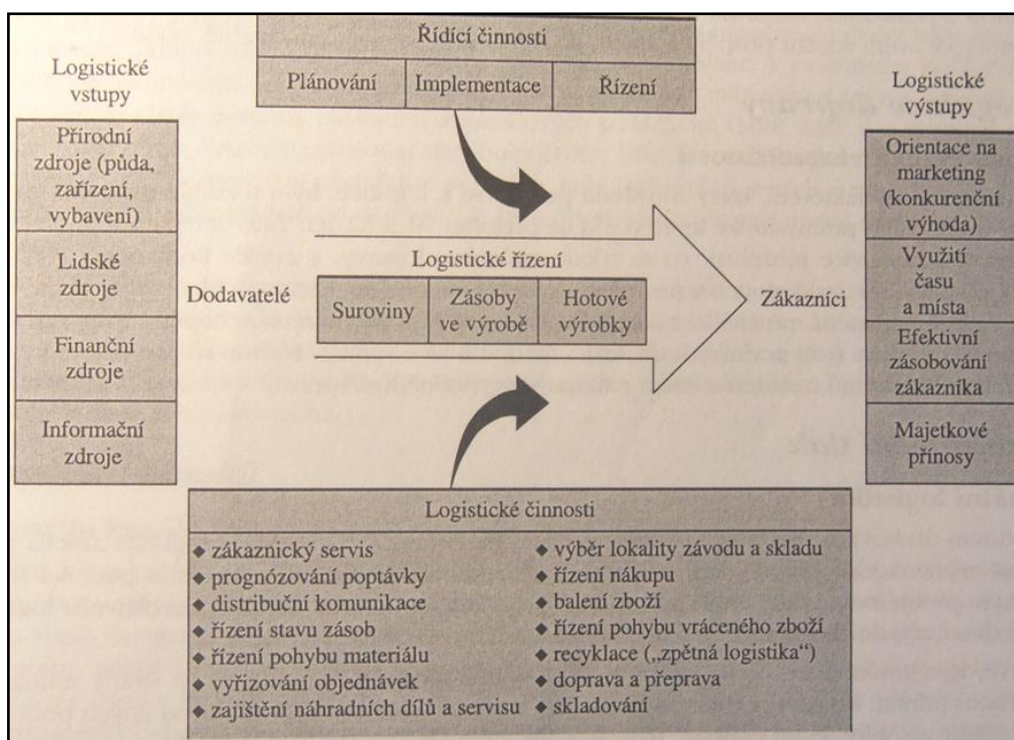 Řídící činnosti
Plánování
Implementace
Řízení
Logistické
vstupy
Přírodní
zdroje (půda,
zařízení,
vybavení)
Lidské
zdroje
Finanční
zdroje
Informační
zdroje
Dodavatelé
Logistické řízení
Suroviny
Zásoby
ve výrobě
Hotové
výrobky
Zákazníci
Logistické
výstupy
Orientace na
marketing
(konkurenční
výhoda)
Využití
času
a místa
Efektivní
zásobování
zákazníka
Majetkové
přínosy
Logistické činnosti
◆ zákaznický servis
◆ prognózování poptávky
◆ distribuční komunikace
◆ řízení stavu zásob
◆ řízení pohybu materiálu
◆ vyřizování objednávek
◆ zajištění náhradních dílů a servisu
◆ výběr lokality závodu a skladu
◆ řízení nákupu
◆ balení zboží
◆ řízení pohybu vráceného zboží
◆ recyklace („zpětná logistika“)
◆ doprava a přeprava
◆ skladování